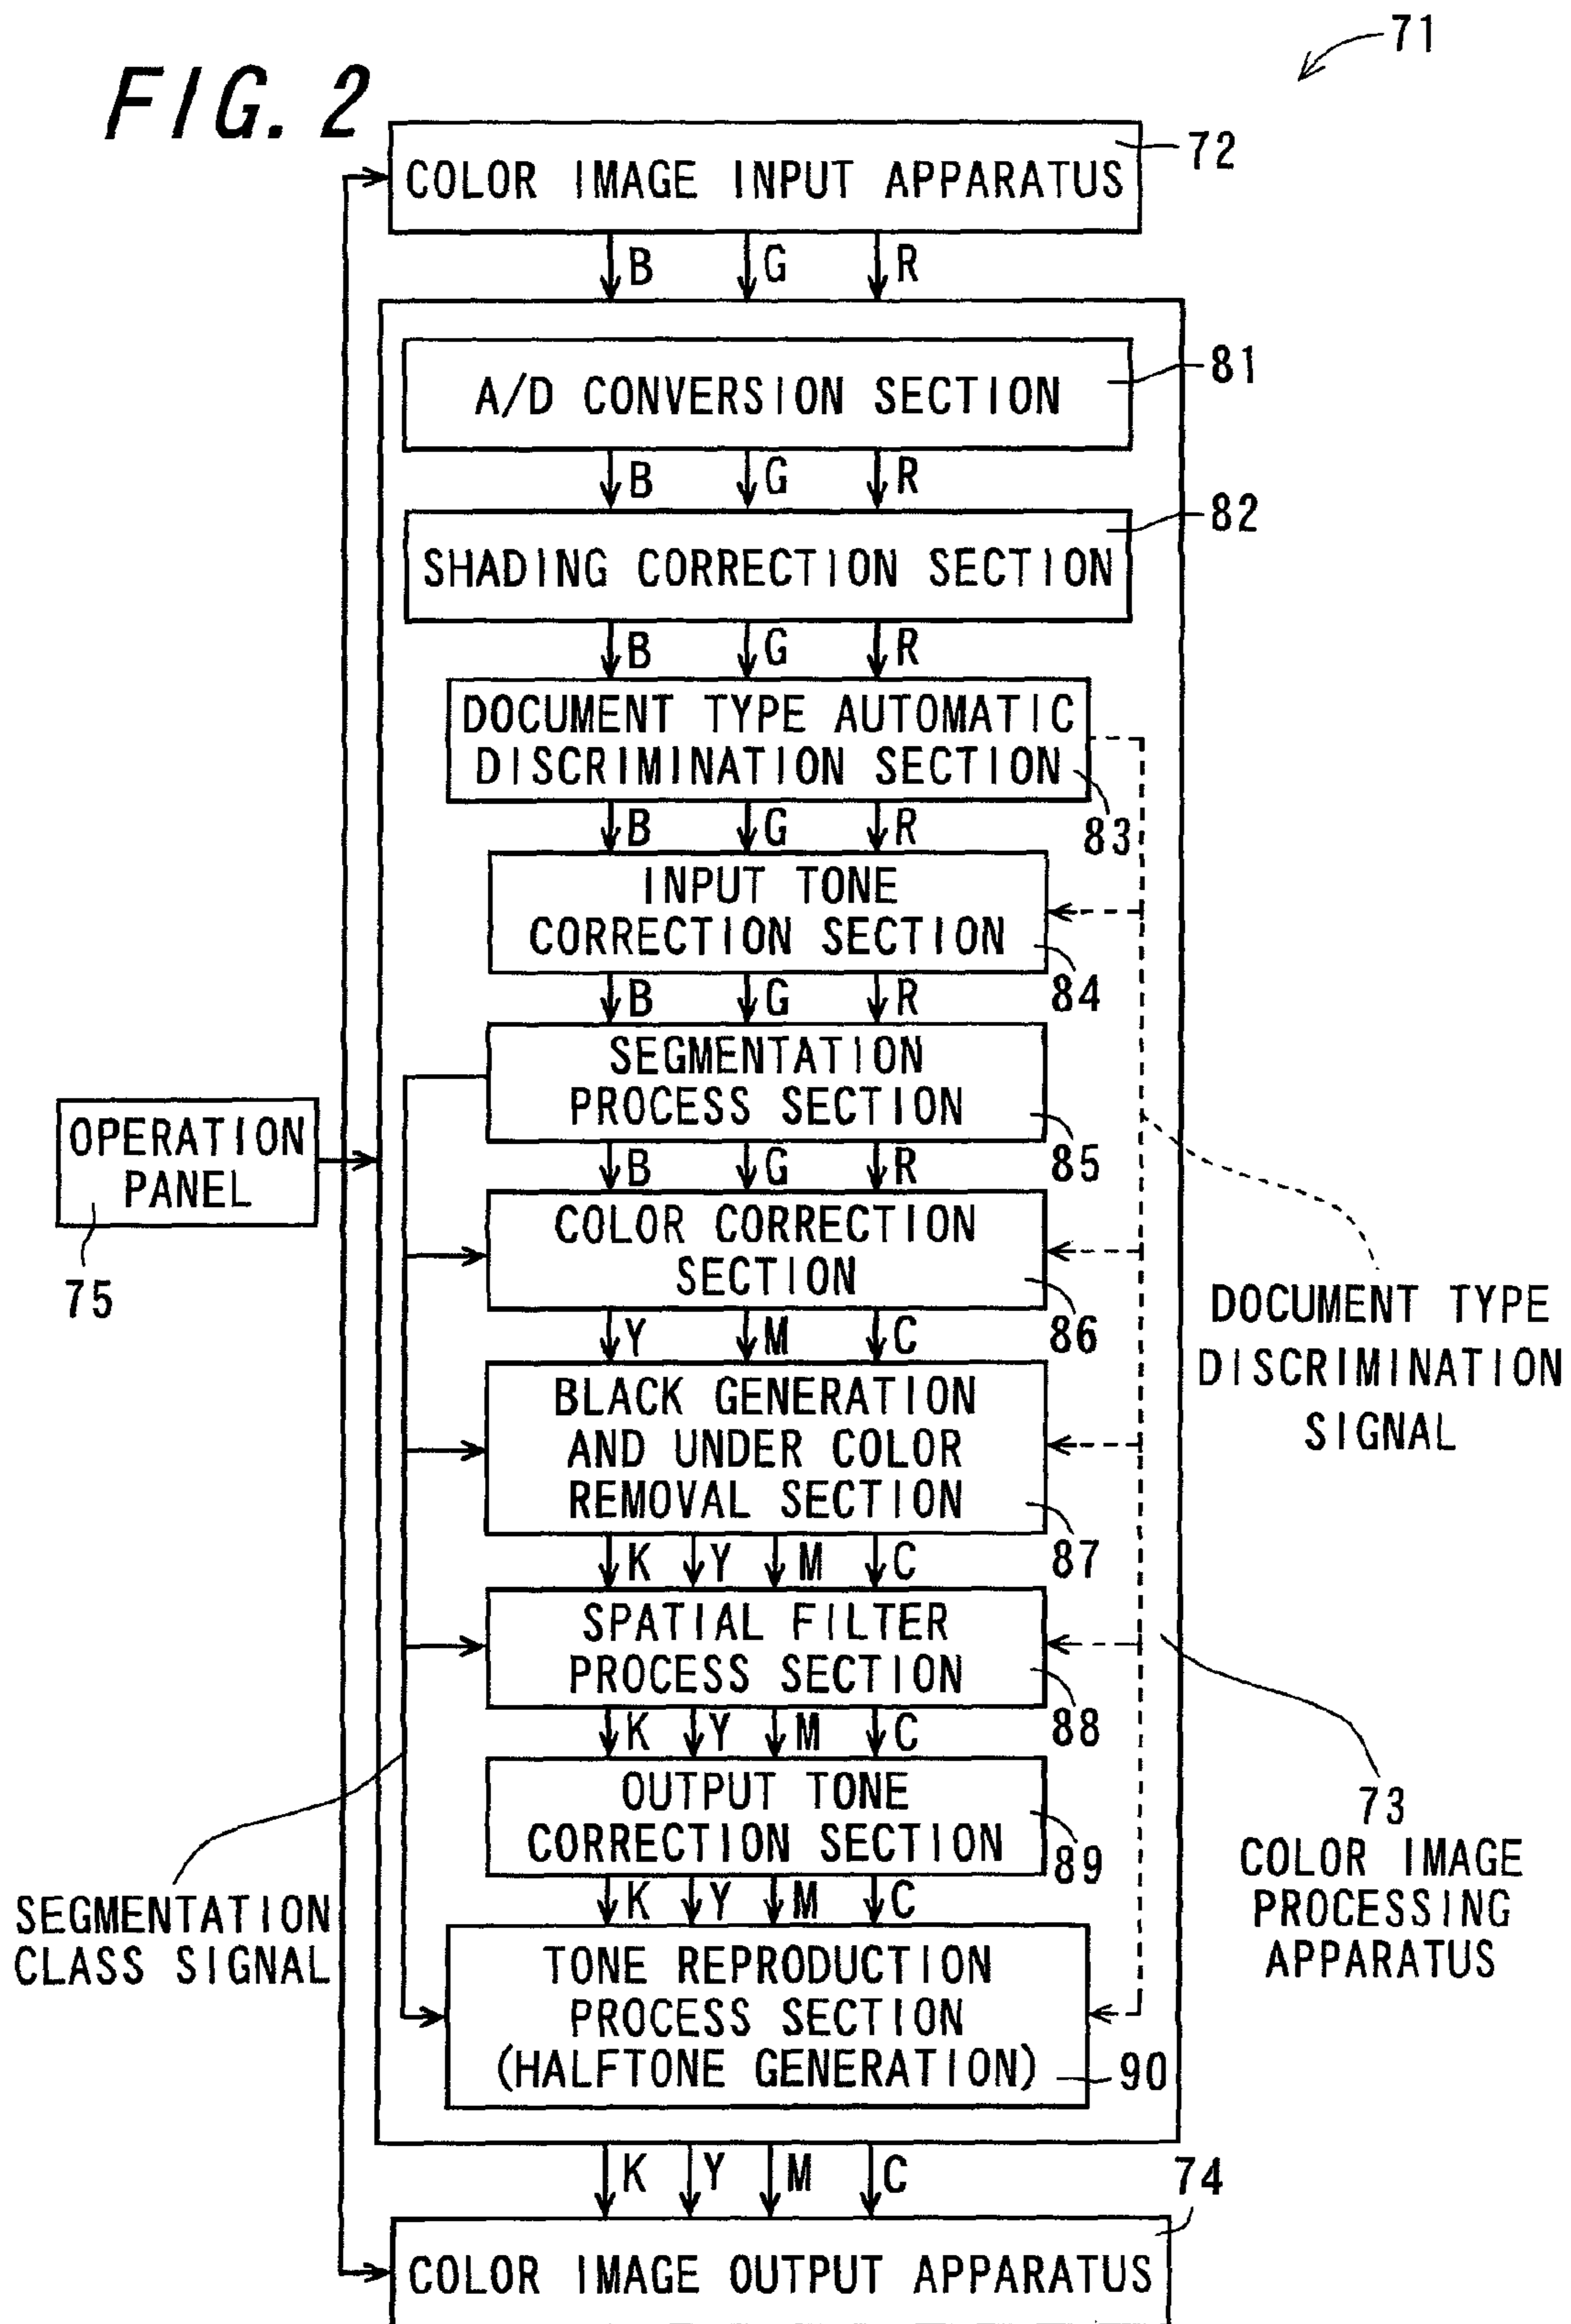 71
FIG. 2
COLOR IMAGE INPUT APPARATUS
72
B G R
A/D CONVERSION SECTION
81
B G R
SHADING CORRECTION SECTION
82
B G R
DOCUMENT TYPE AUTOMATIC
DISCRIMINATION SECTION
83
B G R
INPUT TONE
CORRECTION SECTION
84
B G R
SEGMENTATION
PROCESS SECTION
85
OPERATION
PANEL
75
B G R
COLOR CORRECTION
SECTION
86
DOCUMENT TYPE
DISCRIMINATION
SIGNAL
Y M C
BLACK GENERATION
AND UNDER COLOR
REMOVAL SECTION
87
K Y M C
SPATIAL FILTER
PROCESS SECTION
88
K Y M C
OUTPUT TONE
CORRECTION SECTION
89
73
COLOR IMAGE
PROCESSING
APPARATUS
SEGMENTATION
CLASS SIGNAL
K Y M C
TONE REPRODUCTION
PROCESS SECTION
(HALFTONE GENERATION)
90
K Y M C
74
COLOR IMAGE OUTPUT APPARATUS